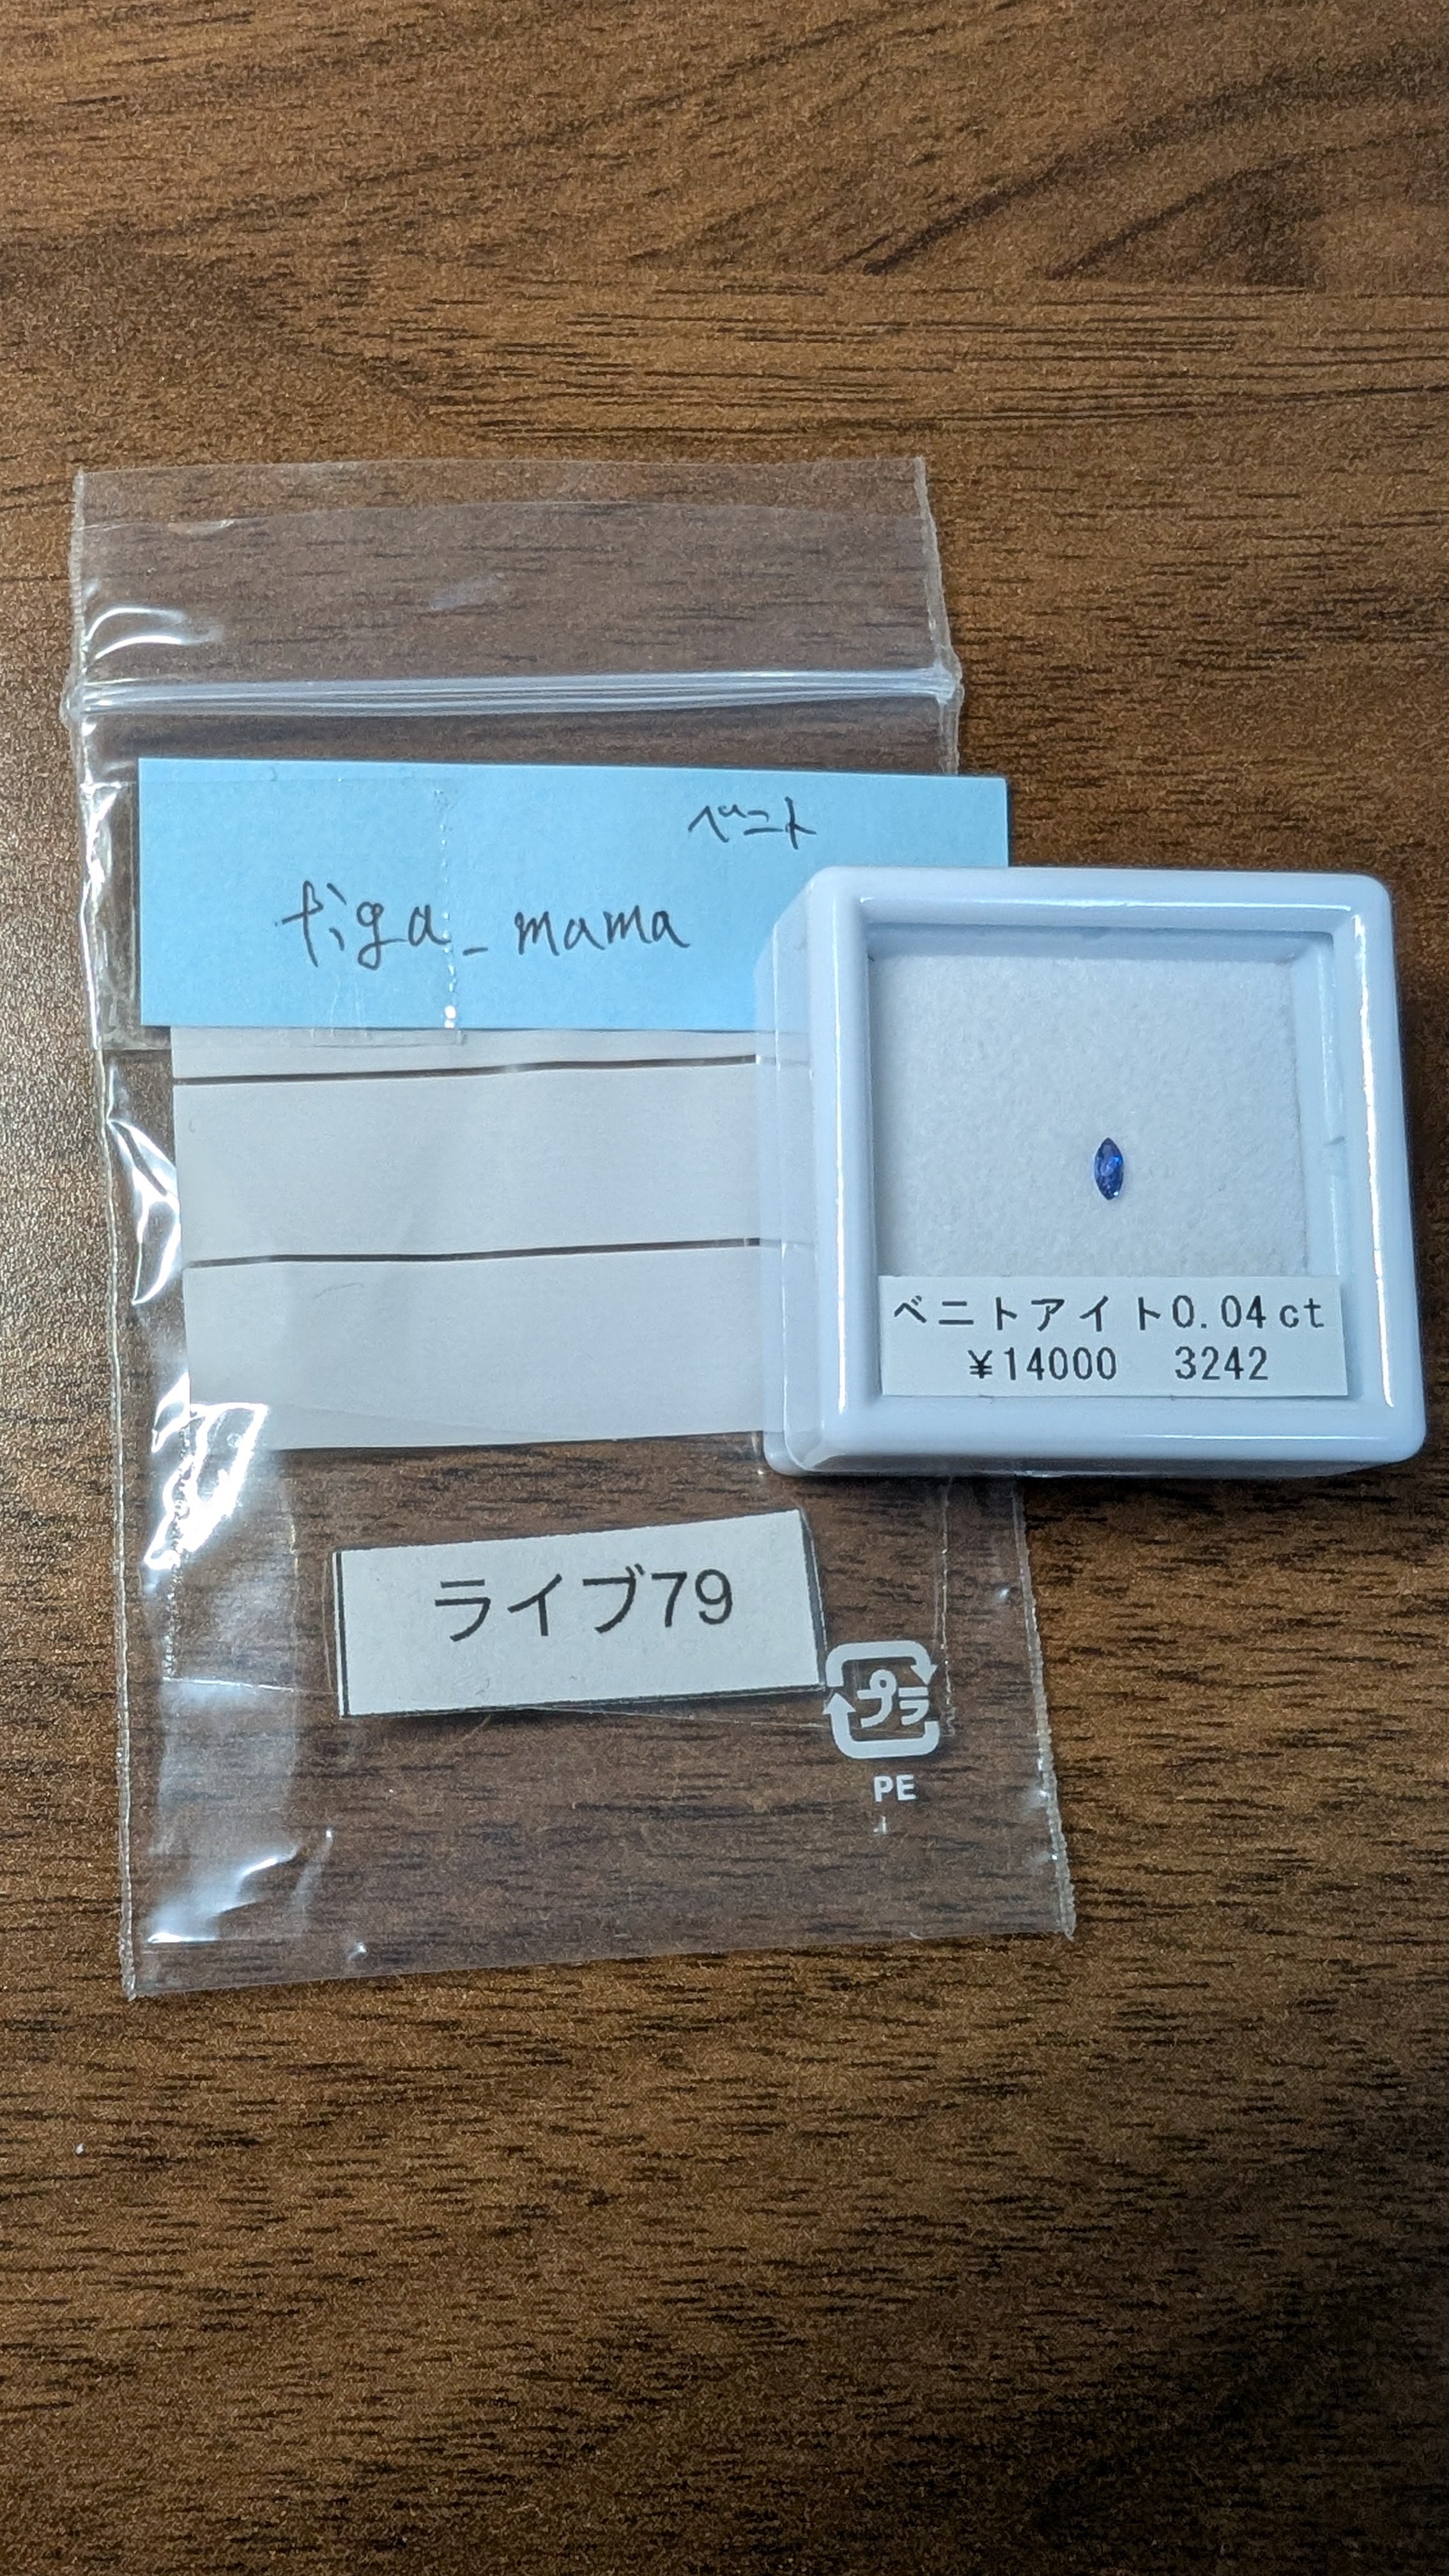 ベニト
tiga_mama
ベニトアイト0.04ct
¥14000 3242
ライブ79
プラ
PE